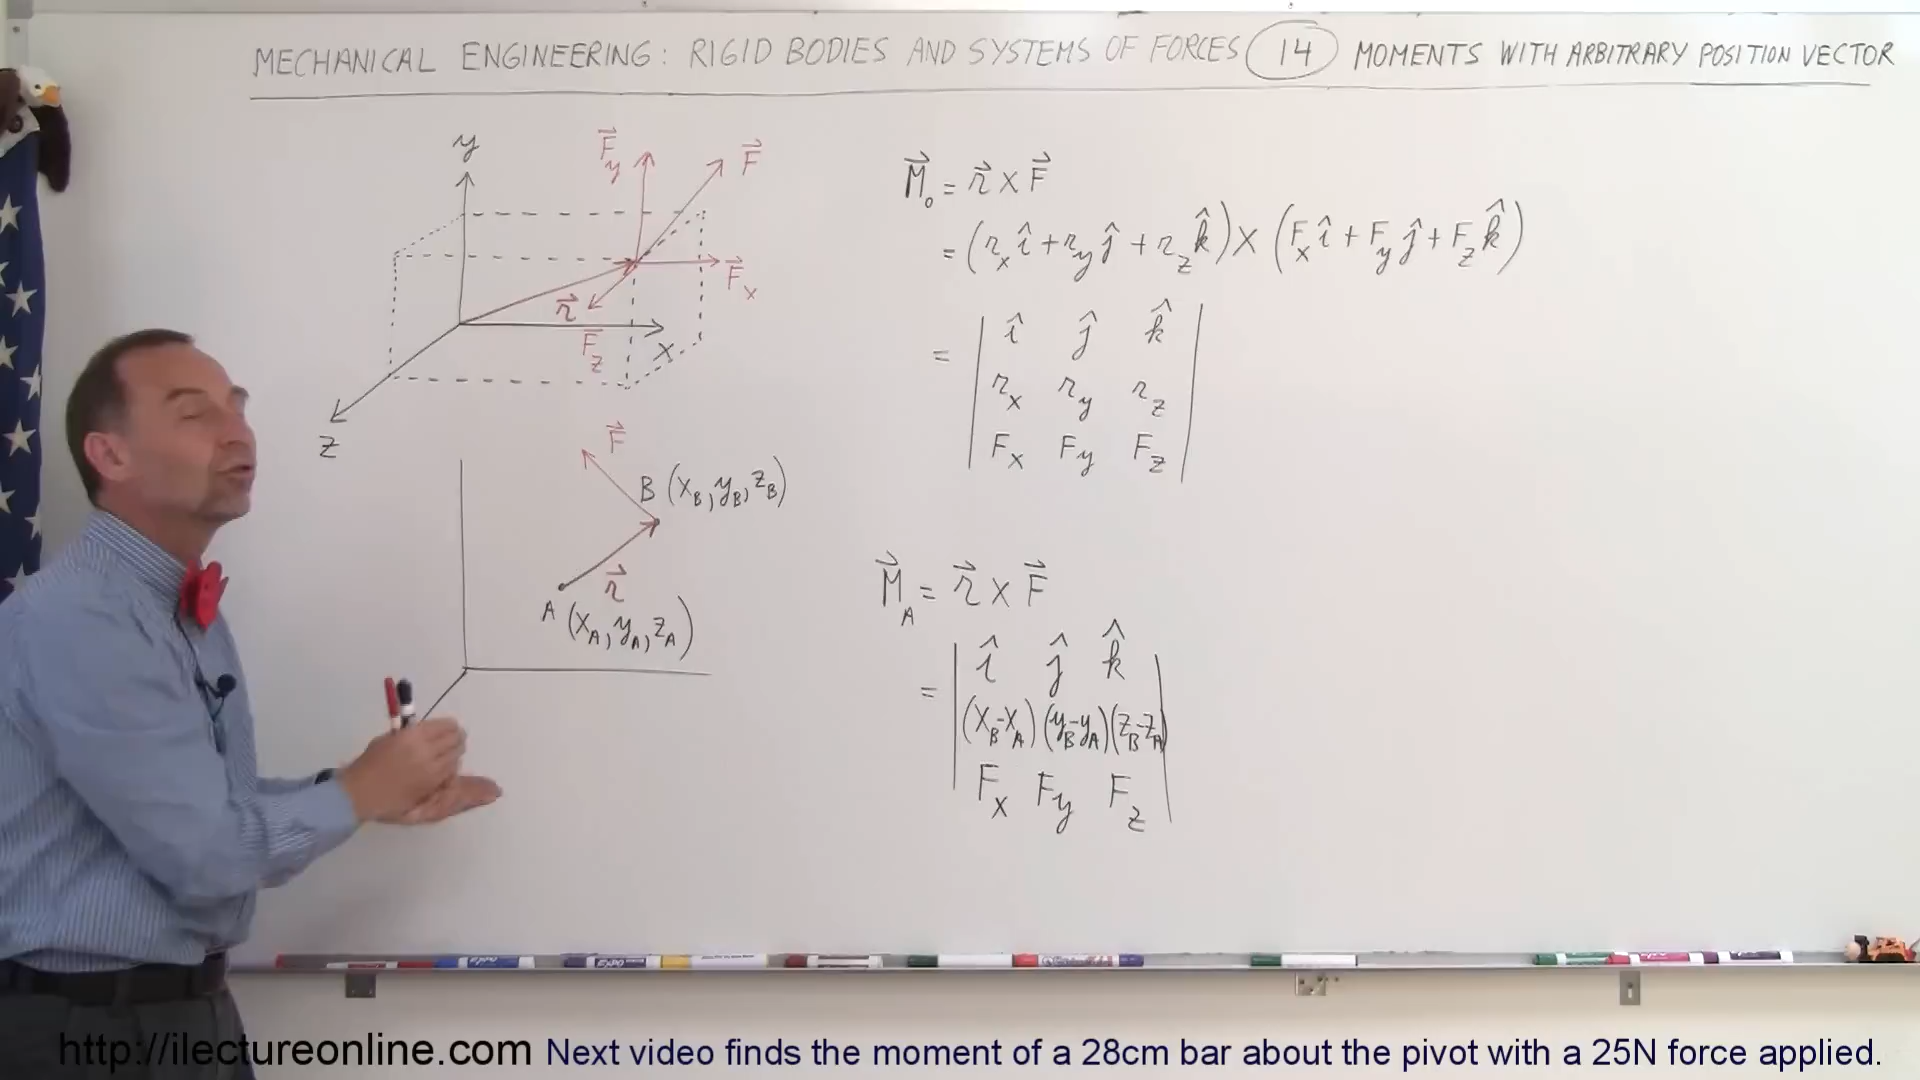 MECHANICAL ENGINEERING: RIGID BODIES AND SYSTEMS OF FORCES 14 MOMENTS WITH ARBITRARY POSITION VECTOR
y
F⃗y
F⃗
F⃗x
r⃗
F⃗z
x
z
F⃗
B (xB, yB, zB)
r⃗
A (xA, yA, zA)
M⃗o = r⃗ × F⃗
= (rx î + ry ĵ + rz k̂) × (Fx î + Fy ĵ + Fz k̂)
= | î ĵ k̂ |
rx ry rz
Fx Fy Fz
M⃗A = r⃗ × F⃗
= | î ĵ k̂ |
(xB-xA) (yB-yA) (zB-zA)
Fx Fy Fz
http://ilectureonline.com Next video finds the moment of a 28cm bar about the pivot with a 25N force applied.